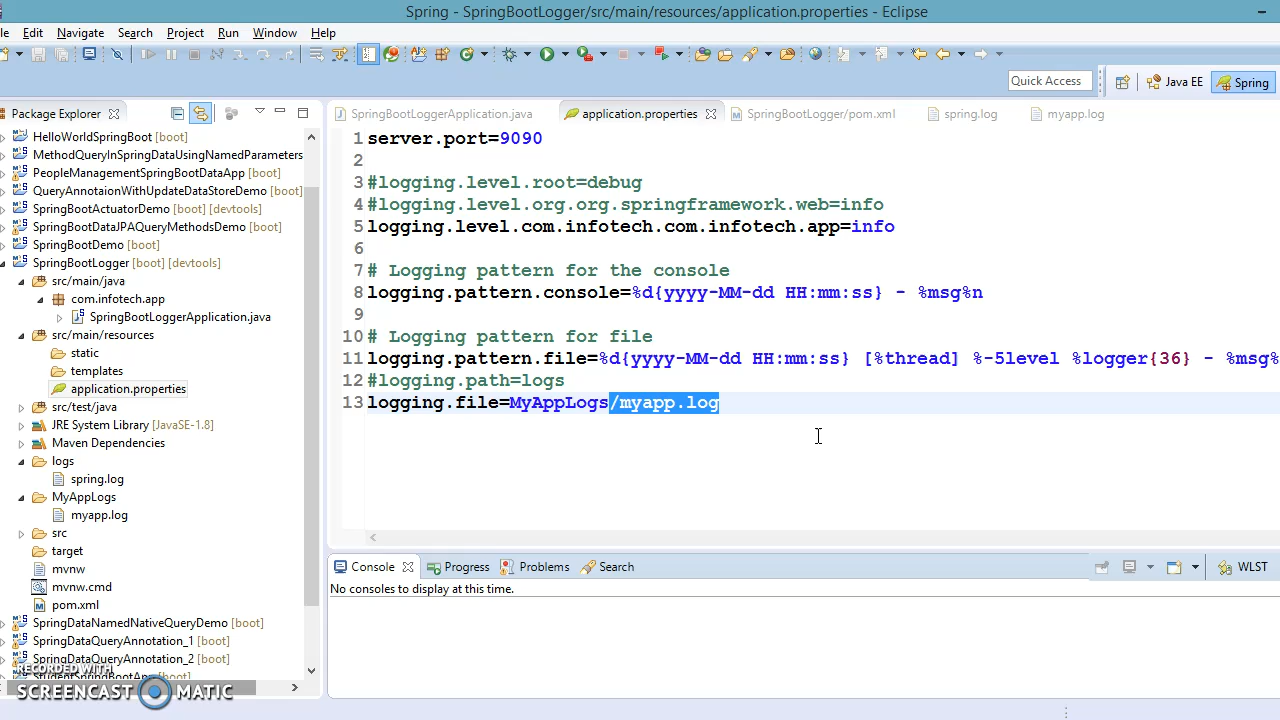 Spring - SpringBootLogger/src/main/resources/application.properties - Eclipse
Edit Navigate Search Project Run Window Help
Quick Access
Java EE
Spring
Package Explorer
HelloWorldSpringBoot [boot]
MethodQueryInSpringDataUsingNamedParameters
PeopleManagementSpringBootDataApp [boot]
QueryAnnotaionWithUpdateDataStoreDemo [boot]
SpringBootActuatorDemo [boot] [devtools]
SpringBootDataJPAQueryMethodsDemo [boot]
SpringBootDemo [boot]
SpringBootLogger [boot] [devtools]
src/main/java
com.infotech.app
SpringBootLoggerApplication.java
src/main/resources
static
templates
application.properties
src/test/java
JRE System Library [JavaSE-1.8]
Maven Dependencies
logs
spring.log
MyAppLogs
myapp.log
src
target
mvnw
mvnw.cmd
pom.xml
SpringDataNamedNativeQueryDemo [boot]
SpringDataQueryAnnotation_1 [boot]
SpringDataQueryAnnotation_2 [boot]
RECORDED WITH
SCREENCAST MATIC
SpringBootLoggerApplication.java
application.properties
SpringBootLogger/pom.xml
spring.log
myapp.log
1 server.port=9090
2
3 #logging.level.root=debug
4 #logging.level.org.org.springframework.web=info
5 logging.level.com.infotech.com.infotech.app=info
6
7 # Logging pattern for the console
8 logging.pattern.console=%d{yyyy-MM-dd HH:mm:ss} - %msg%n
9
10 # Logging pattern for file
11 logging.pattern.file=%d{yyyy-MM-dd HH:mm:ss} [%thread] %-5level %logger{36} - %msg%
12 #logging.path=logs
13 logging.file=MyAppLogs/myapp.log
Console
Progress
Problems
Search
WLST
No consoles to display at this time.